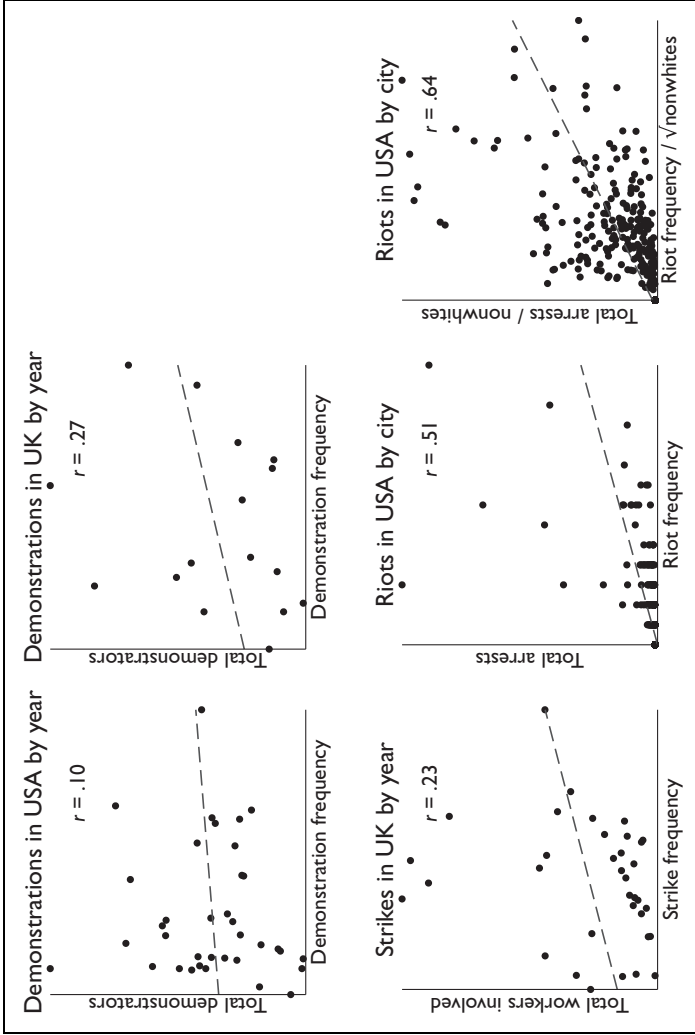 Demonstrations in USA by year
r = .10
Total demonstrators
Demonstration frequency
Demonstrations in UK by year
r = .27
Total demonstrators
Demonstration frequency
Strikes in UK by year
r = .23
Total workers involved
Strike frequency
Riots in USA by city
r = .51
Total arrests
Riot frequency
Riots in USA by city
r = .64
Total arrests / nonwhites
Riot frequency / √nonwhites